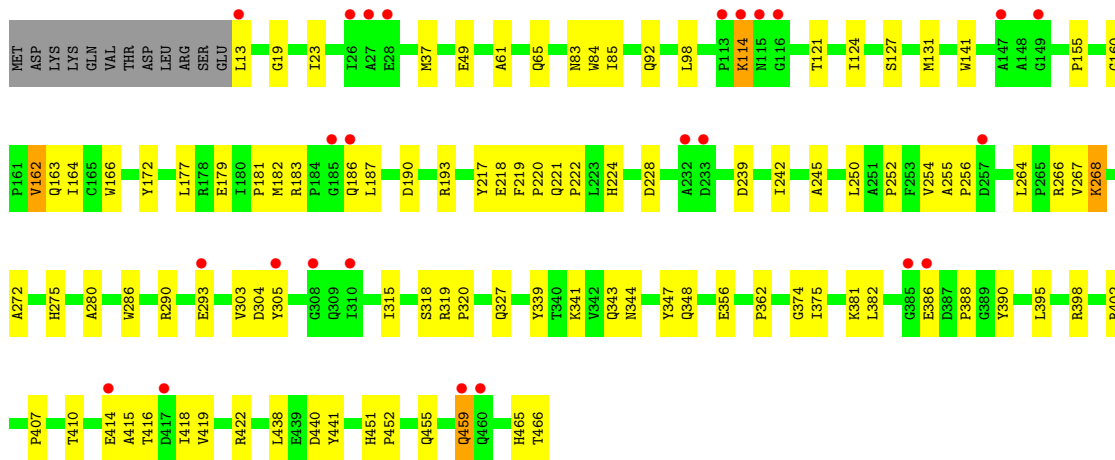 MET ASP LYS LYS GLN VAL THR ASP LEU ARG SER GLU L13 G19 I23 I26 A27 E28 M37 E49 A61 Q65 N83 W84 I85 Q92 L98 P113 K114 N115 G116 T121 I124 S127 M131 W141 A147 A148 G149 P155 G160
P161 V162 Q163 I164 C165 W166 Y172 L177 R178 E179 I180 P181 M182 R183 P184 G185 Q186 L187 D190 R193 Y217 E218 F219 P220 Q221 P222 L223 H224 D228 A232 D233 D239 I242 A245 L250 A251 P252 F253 V254 A255 P256 D257 L264 F265 R266 V267 K268
A272 H275 A280 W286 R290 E293 V303 D304 Y305 G308 Q309 I310 I315 S318 R319 P320 Q327 Y339 T340 K341 V342 Q343 N344 Y347 Q348 E356 P362 G374 I375 K381 L382 G385 E386 D387 P388 G389 Y390 L395 R398
P407 T410 E414 A415 T416 D417 I418 V419 R422 L438 E439 D440 Y441 H451 P452 Q455 Q459 Q460 H465 T466